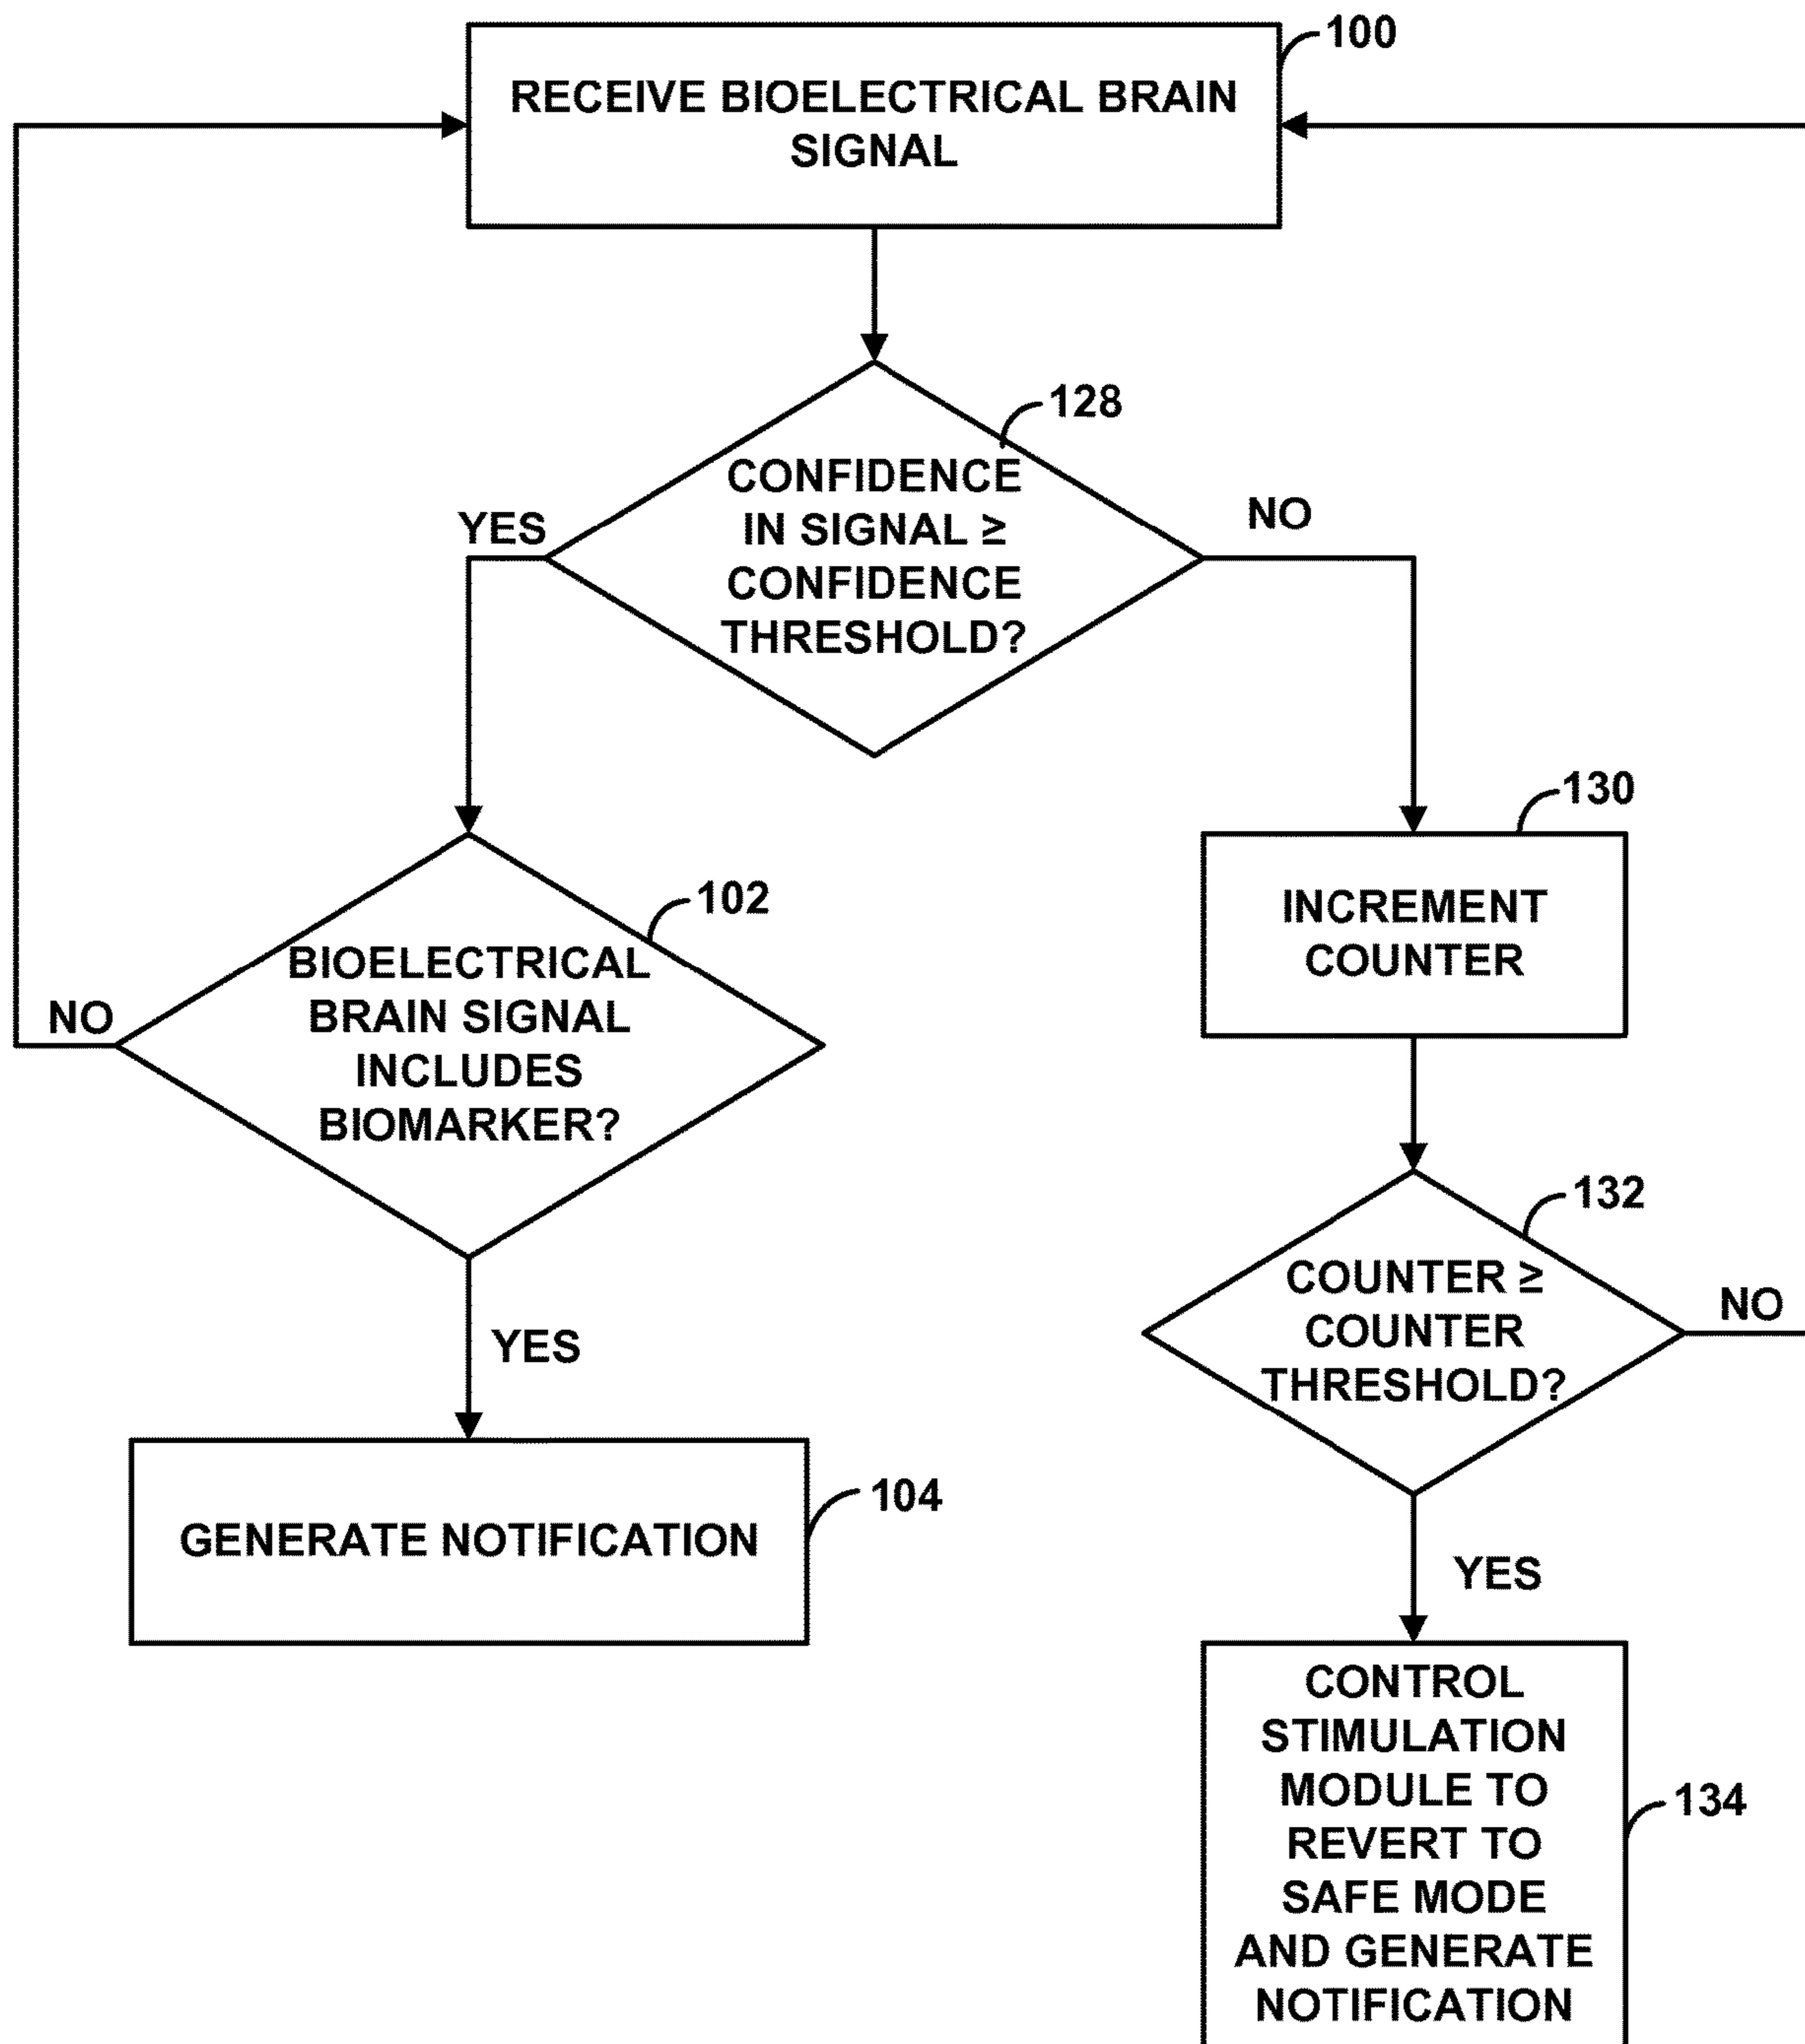 100
RECEIVE BIOELECTRICAL BRAIN
SIGNAL
128
CONFIDENCE
IN SIGNAL ≥
CONFIDENCE
THRESHOLD?
YES
NO
130
INCREMENT
COUNTER
102
BIOELECTRICAL
BRAIN SIGNAL
INCLUDES
BIOMARKER?
NO
YES
132
COUNTER ≥
COUNTER
THRESHOLD?
NO
YES
104
GENERATE NOTIFICATION
CONTROL
STIMULATION
MODULE TO
REVERT TO
SAFE MODE
AND GENERATE
NOTIFICATION
134